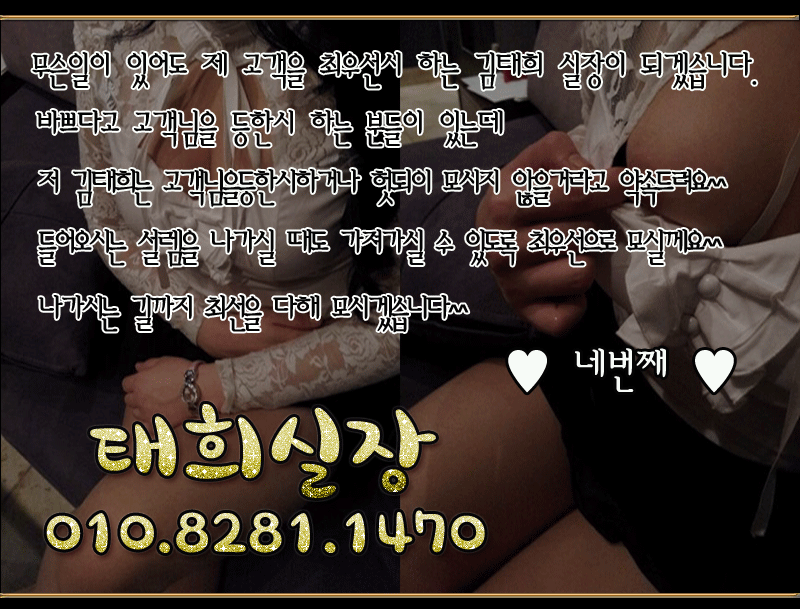 무슨일이 있어도 제 고객을 최우선시 하는 김태희 실장이 되겠습니다.
바쁘다고 고객님을 등한시 하는 분들이 있는데
저 김태희는 고객님을등한시하거나 헛되이 모시지 않을거라고 약속드려요~~
들어오시는 설렘을 나가실 때도 가져가실 수 있도록 최우선으로 모실께요~~
나가시는 길까지 최선을 다해 모시겠습니다~~
♥ 네번째 ♥
태희실장
010.8281.1470